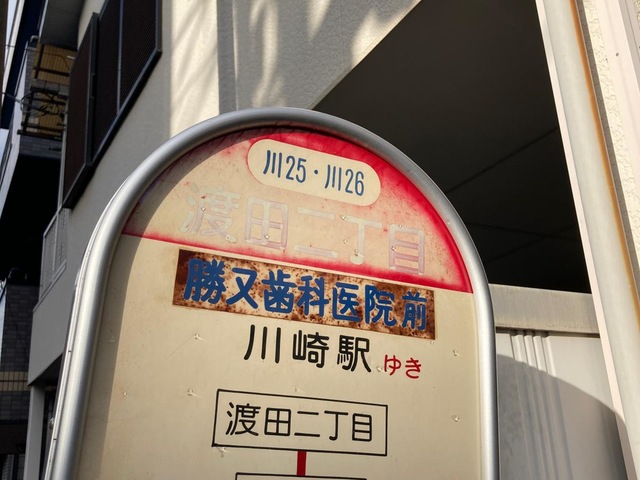 川25・川26
渡田二丁目
勝又歯科医院前
川崎駅 ゆき
渡田二丁目